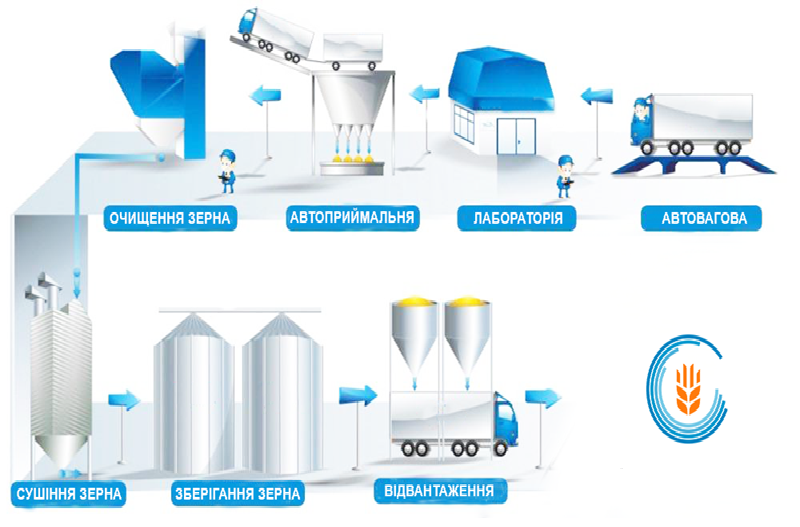 ОЧИЩЕННЯ ЗЕРНА
АВТОПРИЙМАЛЬНЯ
ЛАБОРАТОРІЯ
АВТОВАГОВА
СУШІННЯ ЗЕРНА
ЗБЕРІГАННЯ ЗЕРНА
ВІДВАНТАЖЕННЯ